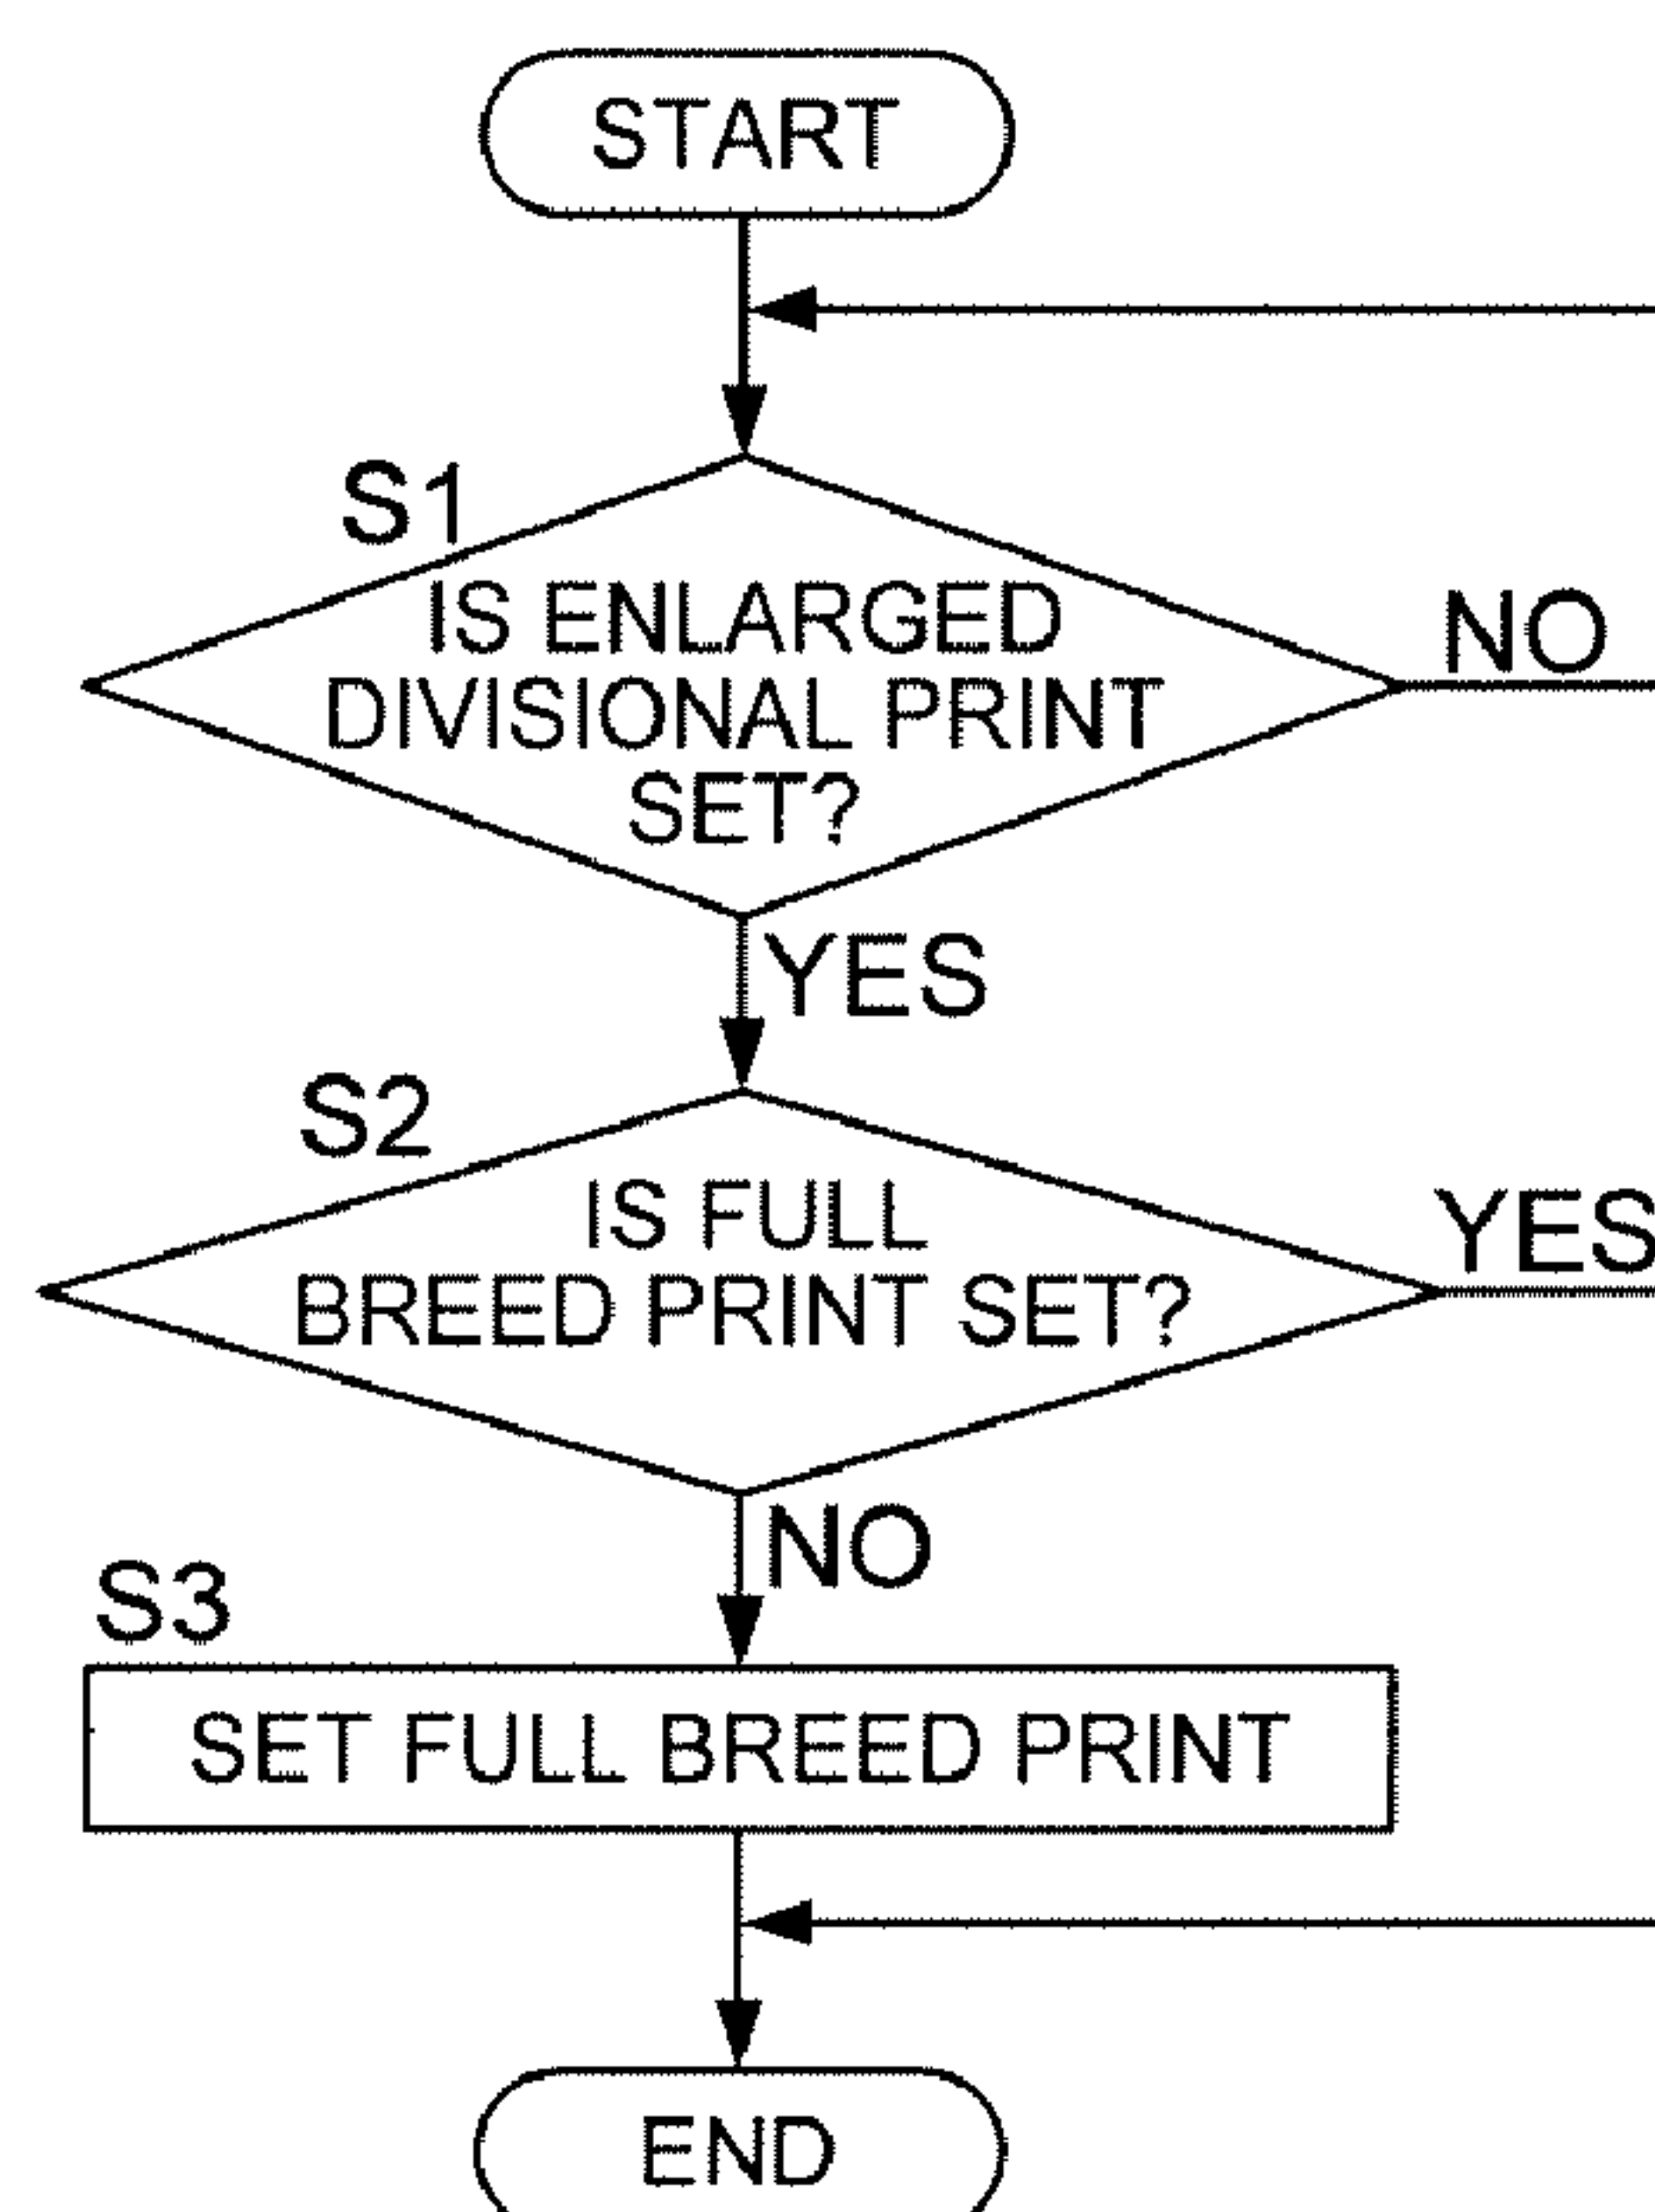 START
S1
IS ENLARGED
DIVISIONAL PRINT
SET?
NO
YES
S2
IS FULL
BREED PRINT SET?
YES
NO
S3
SET FULL BREED PRINT
END